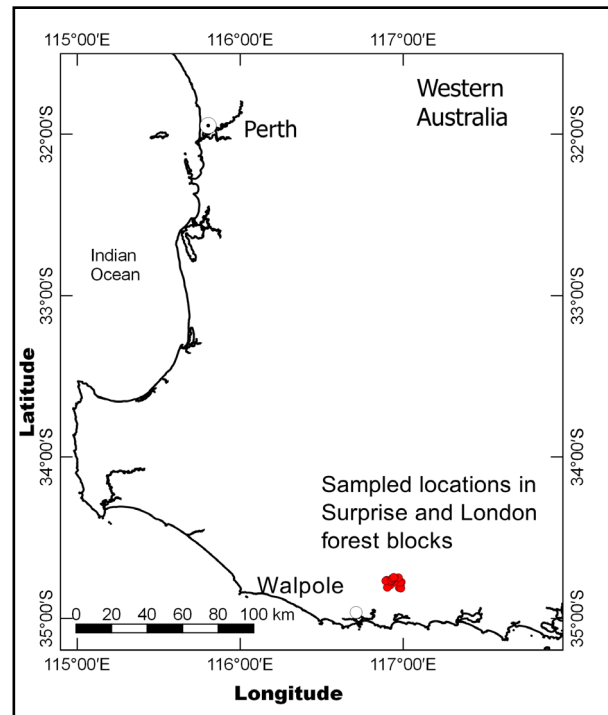 115°00'E
116°00'E
117°00'E
Western
Australia
32°00'S
32°00'S
Perth
Indian
Ocean
33°00'S
33°00'S
Latitude
34°00'S
34°00'S
Sampled locations in
Surprise and London
forest blocks
Walpole
35°00'S
35°00'S
0 20 40 60 80 100 km
115°00'E
116°00'E
117°00'E
Longitude